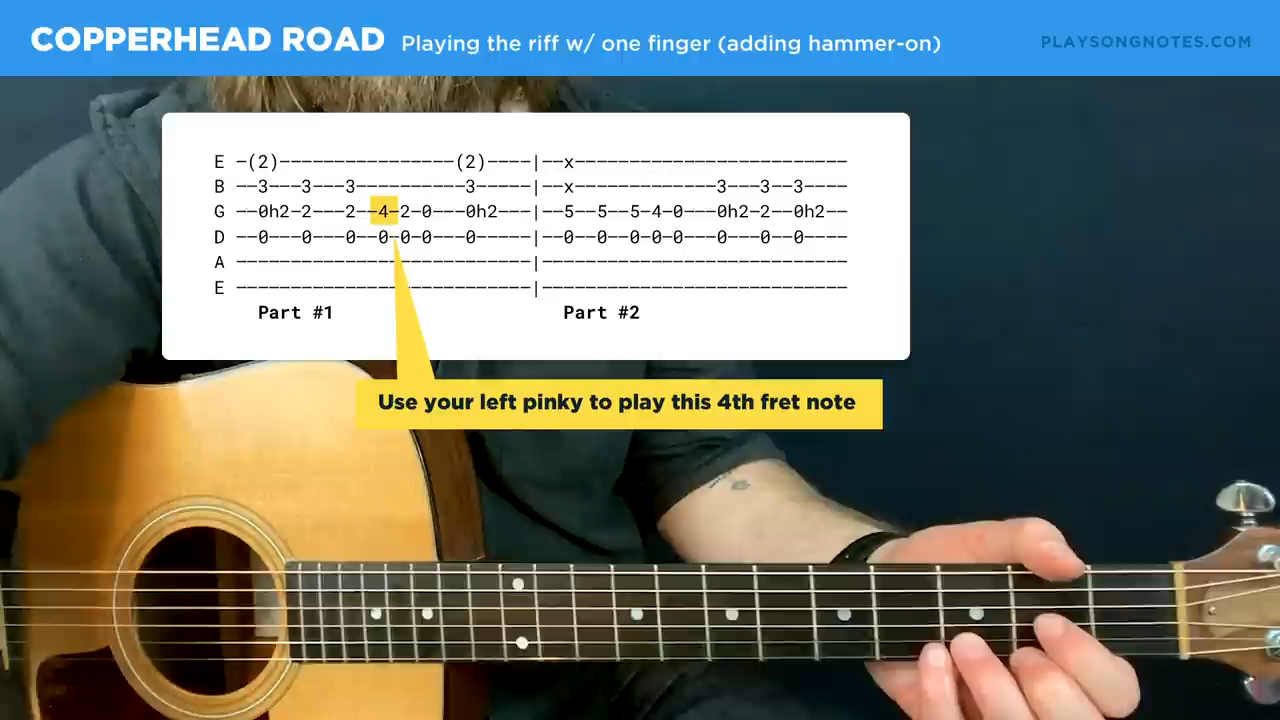 COPPERHEAD ROAD Playing the riff w/ one finger (adding hammer-on) PLAYSONGNOTES.COM
E —(2)————————————————(2)————|——x—————————————————————————
B ——3———3———3——————————3—————|——x—————————————3———3——3————
G ——0h2—2———2——4—2—0———0h2———|——5——5——5—4—0———0h2—2——0h2——
D ——0———0———0——0—0—0———0—————|——0——0——0—0—0———0———0——0————
A ———————————————————————————|————————————————————————————
E ———————————————————————————|————————————————————————————
Part #1 Part #2
Use your left pinky to play this 4th fret note